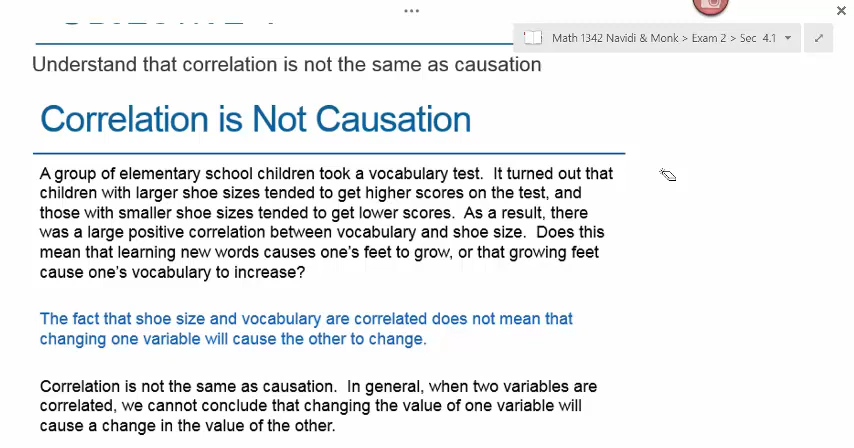 Math 1342 Navidi & Monk > Exam 2 > Sec 4.1
Understand that correlation is not the same as causation
Correlation is Not Causation
A group of elementary school children took a vocabulary test. It turned out that
children with larger shoe sizes tended to get higher scores on the test, and
those with smaller shoe sizes tended to get lower scores. As a result, there
was a large positive correlation between vocabulary and shoe size. Does this
mean that learning new words causes one's feet to grow, or that growing feet
cause one's vocabulary to increase?
The fact that shoe size and vocabulary are correlated does not mean that
changing one variable will cause the other to change.
Correlation is not the same as causation. In general, when two variables are
correlated, we cannot conclude that changing the value of one variable will
cause a change in the value of the other.